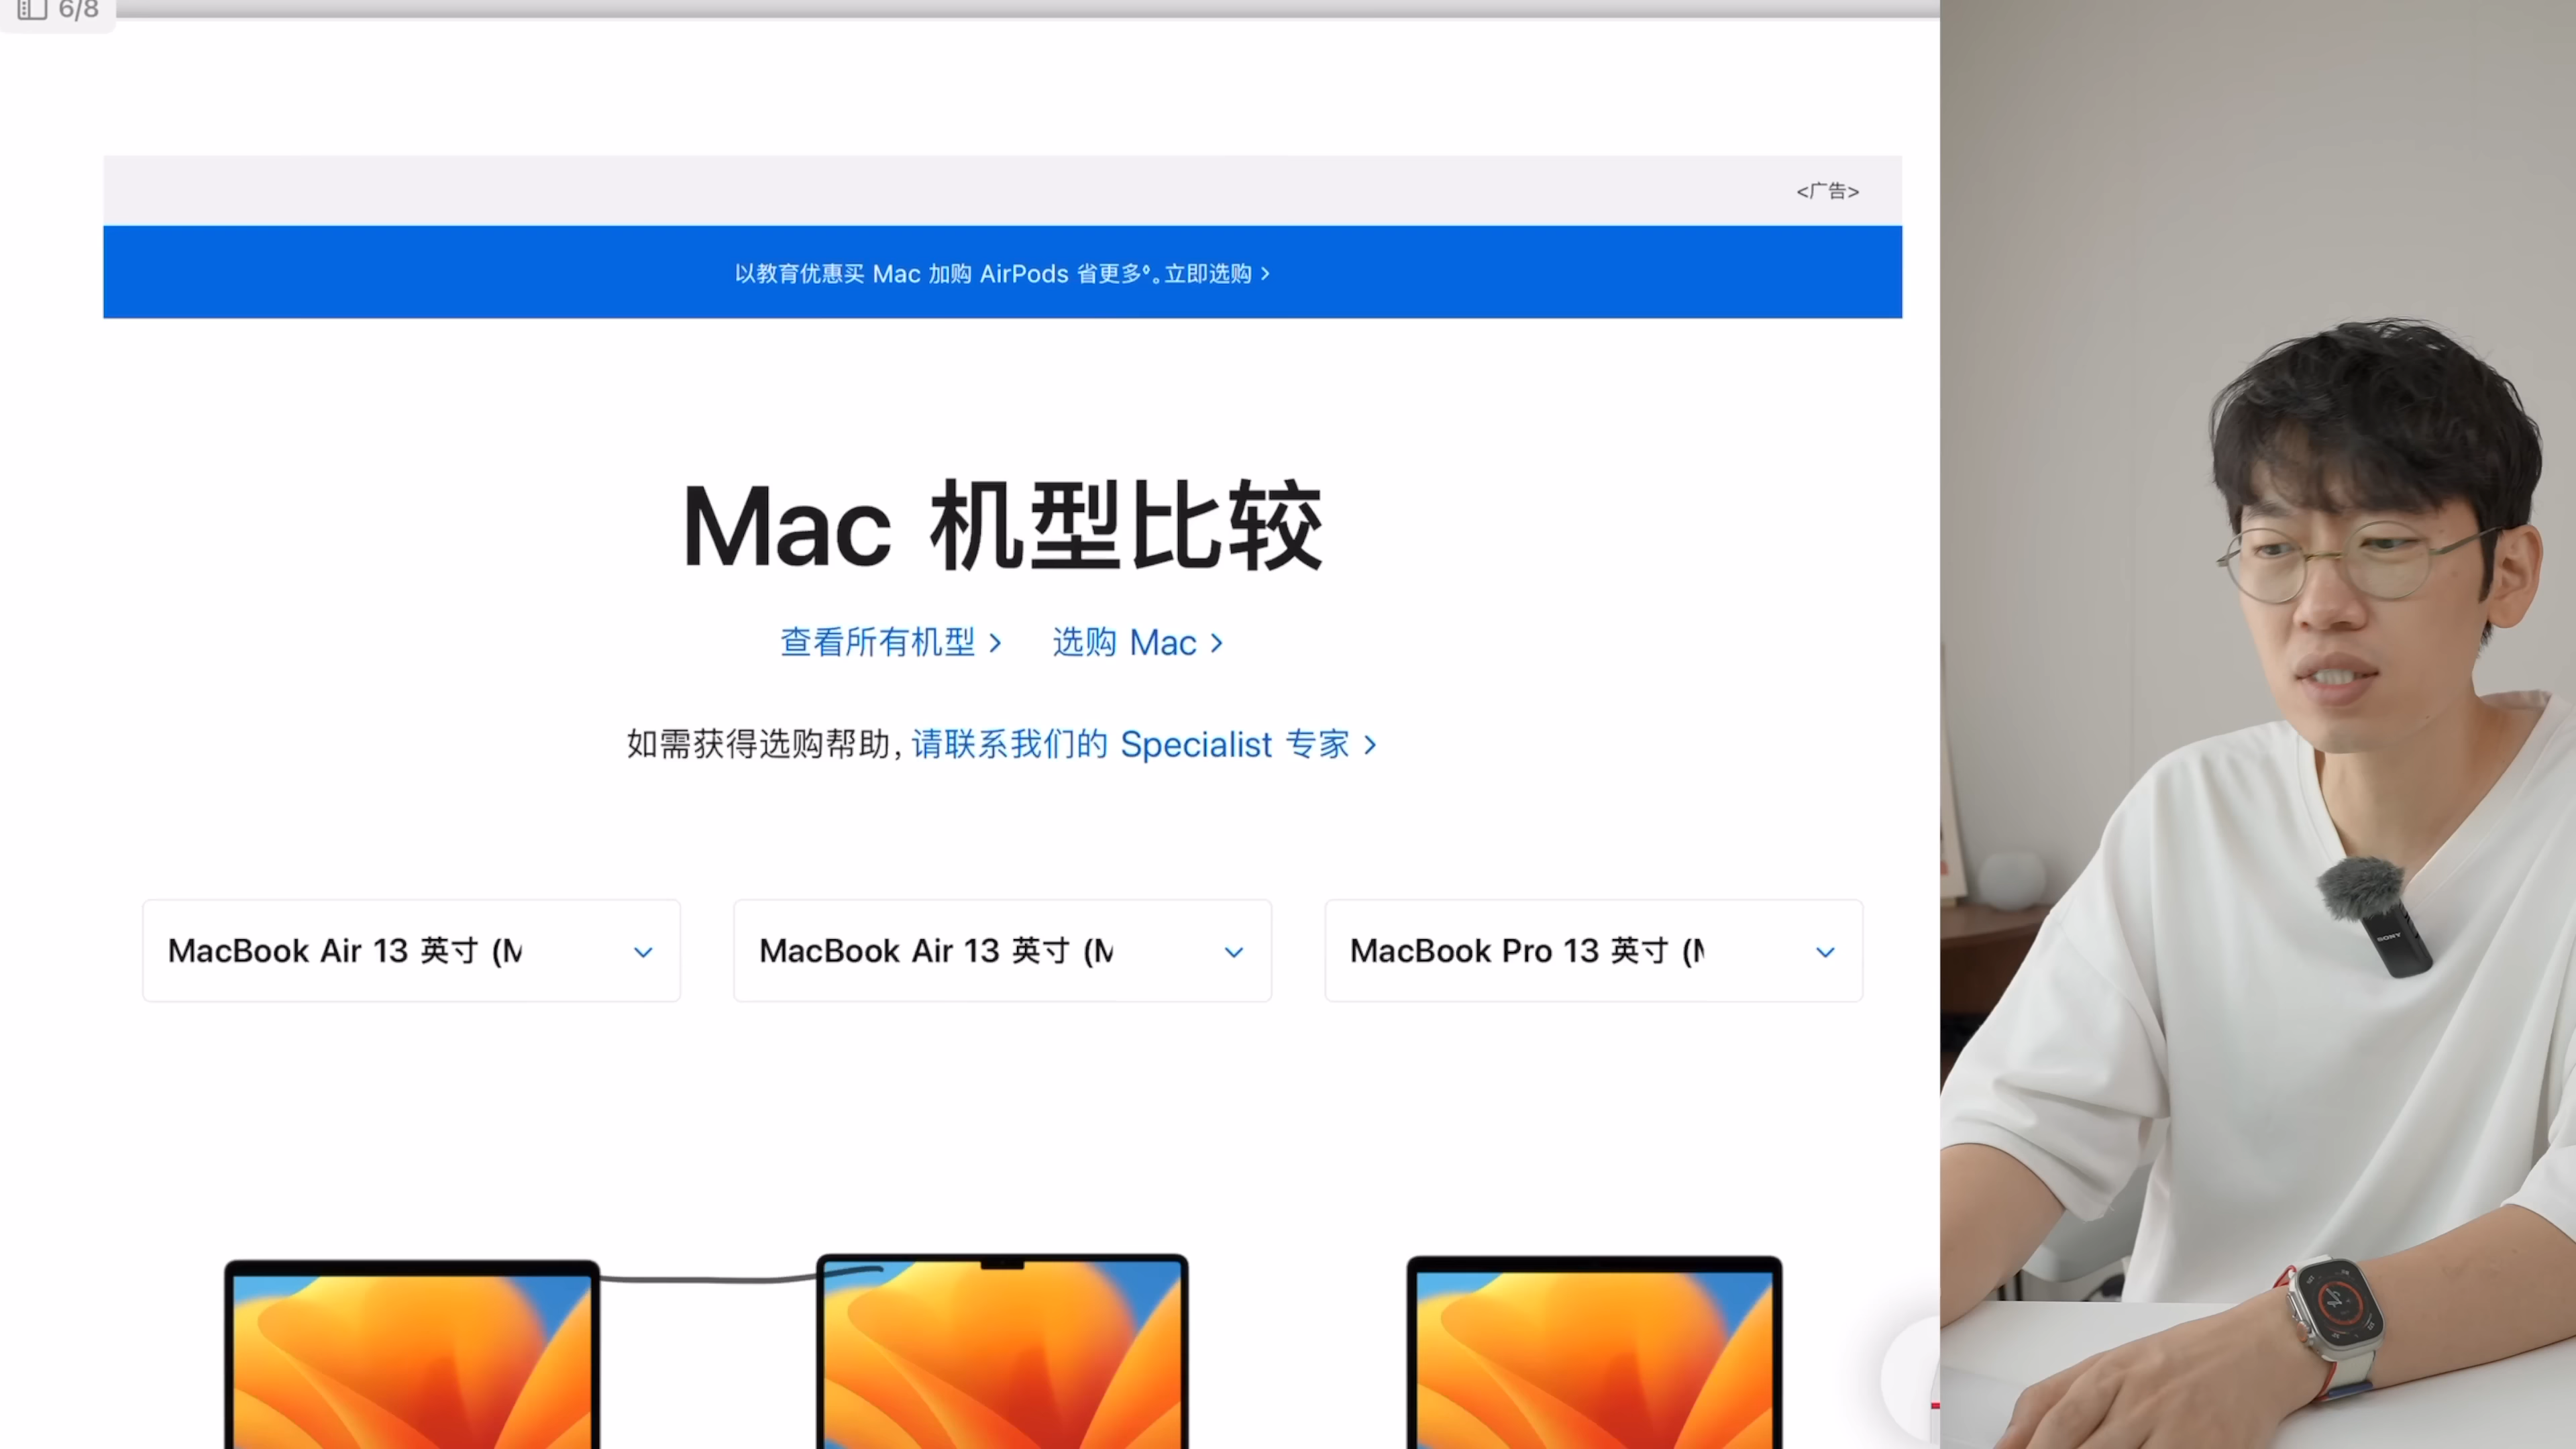 6/8
<广告>
以教育优惠买 Mac 加购 AirPods 省更多◊。立即选购 >
Mac 机型比较
查看所有机型 > 选购 Mac >
如需获得选购帮助, 请联系我们的 Specialist 专家 >
MacBook Air 13 英寸 (M
MacBook Air 13 英寸 (M
MacBook Pro 13 英寸 (M
SONY